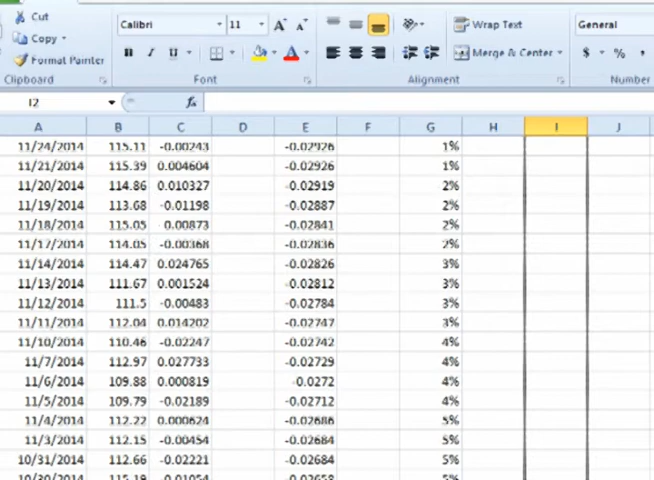 Cut
Copy
Format Painter
Calibri 11 A A Wrap Text General
B I U A Merge & Center $ %
Clipboard Font Alignment Number
I2 fx
A B C D E F G H I J
11/24/2014 115.11 -0.00243 -0.02926 1%
11/21/2014 115.39 0.004604 -0.02926 1%
11/20/2014 114.86 0.010327 -0.02919 2%
11/19/2014 113.68 -0.01198 -0.02887 2%
11/18/2014 115.05 0.00873 -0.02841 2%
11/17/2014 114.05 -0.00368 -0.02836 2%
11/14/2014 114.47 0.024765 -0.02826 3%
11/13/2014 111.67 0.001524 -0.02812 3%
11/12/2014 111.5 -0.00483 -0.02784 3%
11/11/2014 112.04 0.014202 -0.02747 3%
11/10/2014 110.46 -0.02247 -0.02742 4%
11/7/2014 112.97 0.027733 -0.02729 4%
11/6/2014 109.88 0.000819 -0.0272 4%
11/5/2014 109.79 -0.02189 -0.02712 4%
11/4/2014 112.22 0.000624 -0.02686 5%
11/3/2014 112.15 -0.00454 -0.02684 5%
10/31/2014 112.66 -0.02221 -0.02684 5%
10/30/2014 115.19 0.01054 -0.02658 5%